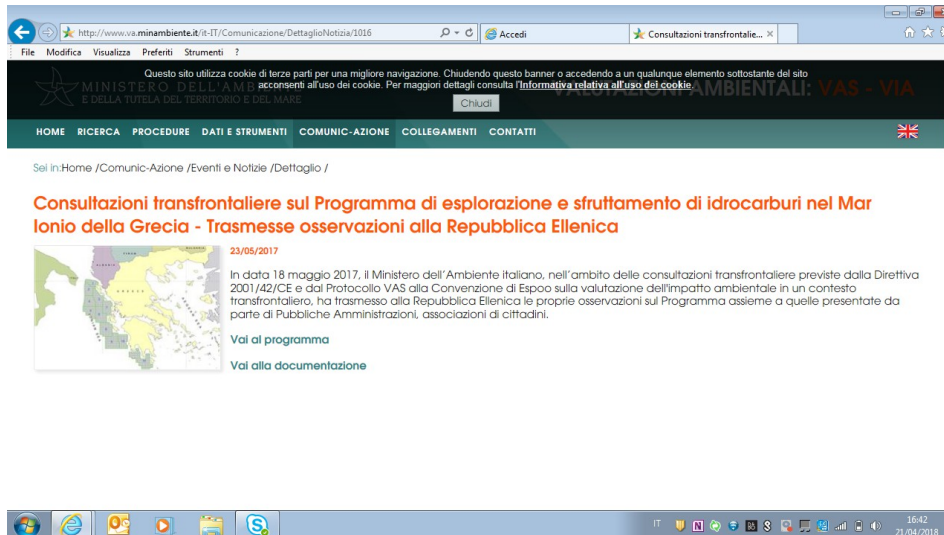 http://www.va.minambiente.it/it-IT/Comunicazione/DettaglioNotizia/1016
Accedi
Consultazioni transfrontalie...
File Modifica Visualizza Preferiti Strumenti ?
Questo sito utilizza cookie di terze parti per una migliore navigazione. Chiudendo questo banner o accedendo a un qualunque elemento sottostante del sito
acconsenti all'uso dei cookie. Per maggiori dettagli consulta l'Informativa relativa all'uso dei cookie.
MINISTERO DELL'AMBIENTE
E DELLA TUTELA DEL TERRITORIO E DEL MARE
VALUTAZIONI AMBIENTALI: VAS - VIA
Chiudi
HOME RICERCA PROCEDURE DATI E STRUMENTI COMUNIC-AZIONE COLLEGAMENTI CONTATTI
Sei in:Home /Comunic-Azione /Eventi e Notizie /Dettaglio /
Consultazioni transfrontaliere sul Programma di esplorazione e sfruttamento di idrocarburi nel Mar
Ionio della Grecia - Trasmesse osservazioni alla Repubblica Ellenica
23/05/2017
In data 18 maggio 2017, il Ministero dell'Ambiente italiano, nell'ambito delle consultazioni transfrontaliere previste dalla Direttiva
2001/42/CE e dal Protocollo VAS alla Convenzione di Espoo sulla valutazione dell'impatto ambientale in un contesto
transfrontaliero, ha trasmesso alla Repubblica Ellenica le proprie osservazioni sul Programma assieme a quelle presentate da
parte di Pubbliche Amministrazioni, associazioni di cittadini.
Vai al programma
Vai alla documentazione
IT
16:42
21/04/2018